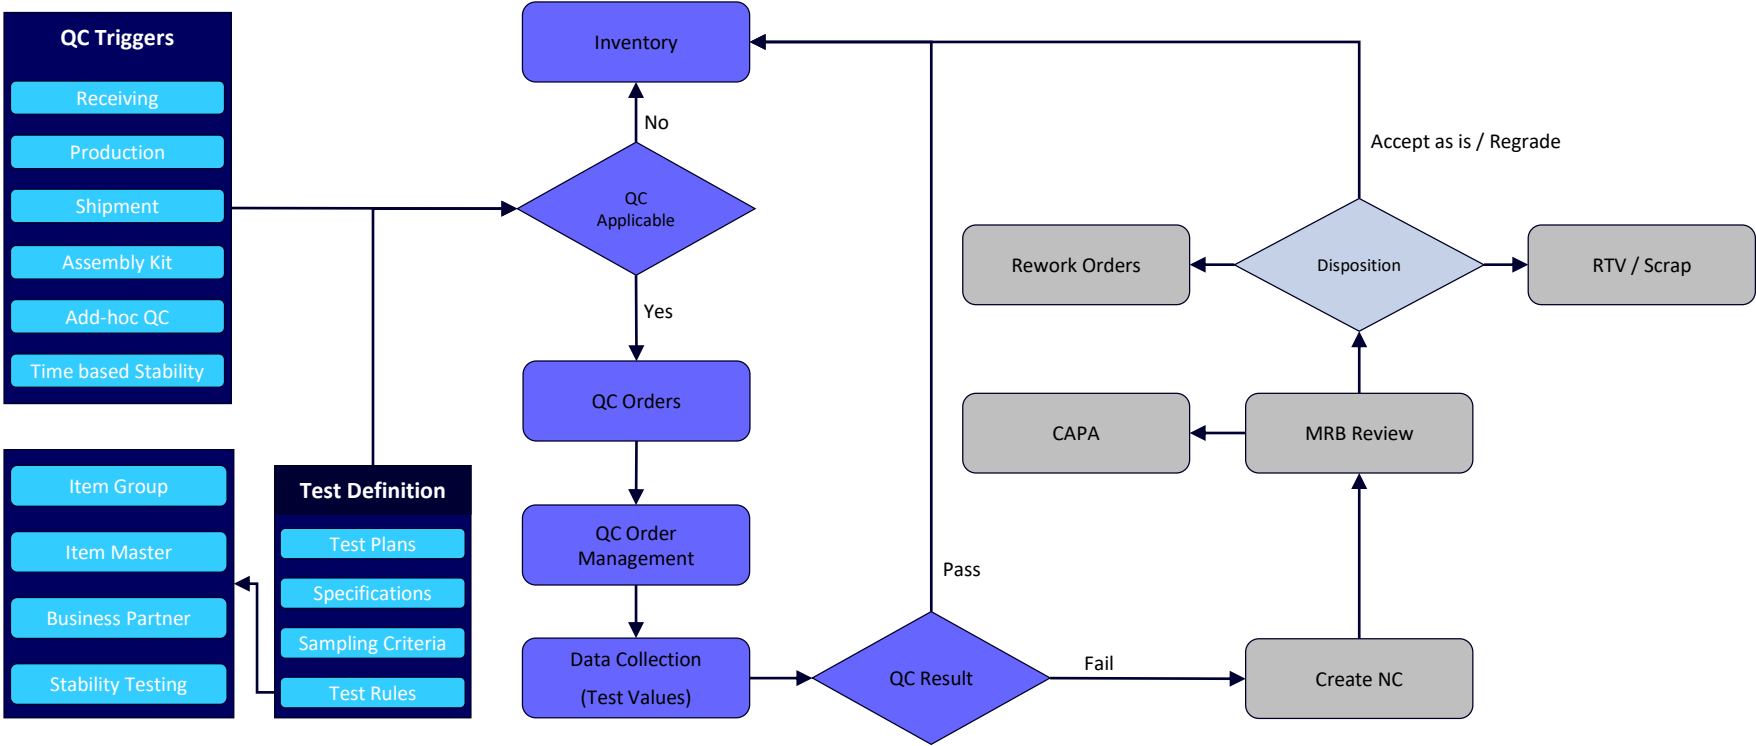 QC Triggers
Receiving
Production
Shipment
Assembly Kit
Add-hoc QC
Time based Stability
Item Group
Item Master
Business Partner
Stability Testing
Test Definition
Test Plans
Specifications
Sampling Criteria
Test Rules
Inventory
No
QC
Applicable
Yes
QC Orders
QC Order
Management
Data Collection
(Test Values)
QC Result
Pass
Fail
Create NC
MRB Review
CAPA
Disposition
Rework Orders
RTV / Scrap
Accept as is / Regrade